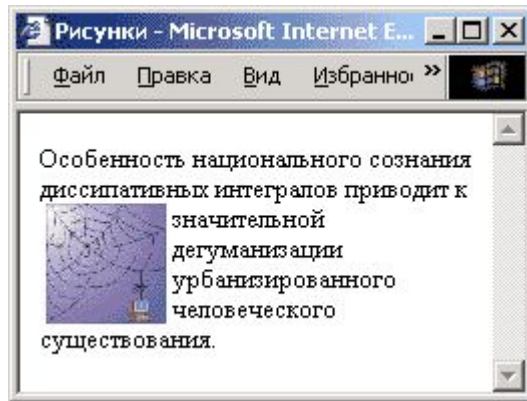 Рисунки - Microsoft Internet E...
Файл Правка Вид Избранно »
Особенность национального сознания
диссипативных интегралов приводит к
значительной
дегуманизации
урбанизированного
человеческого
существования.